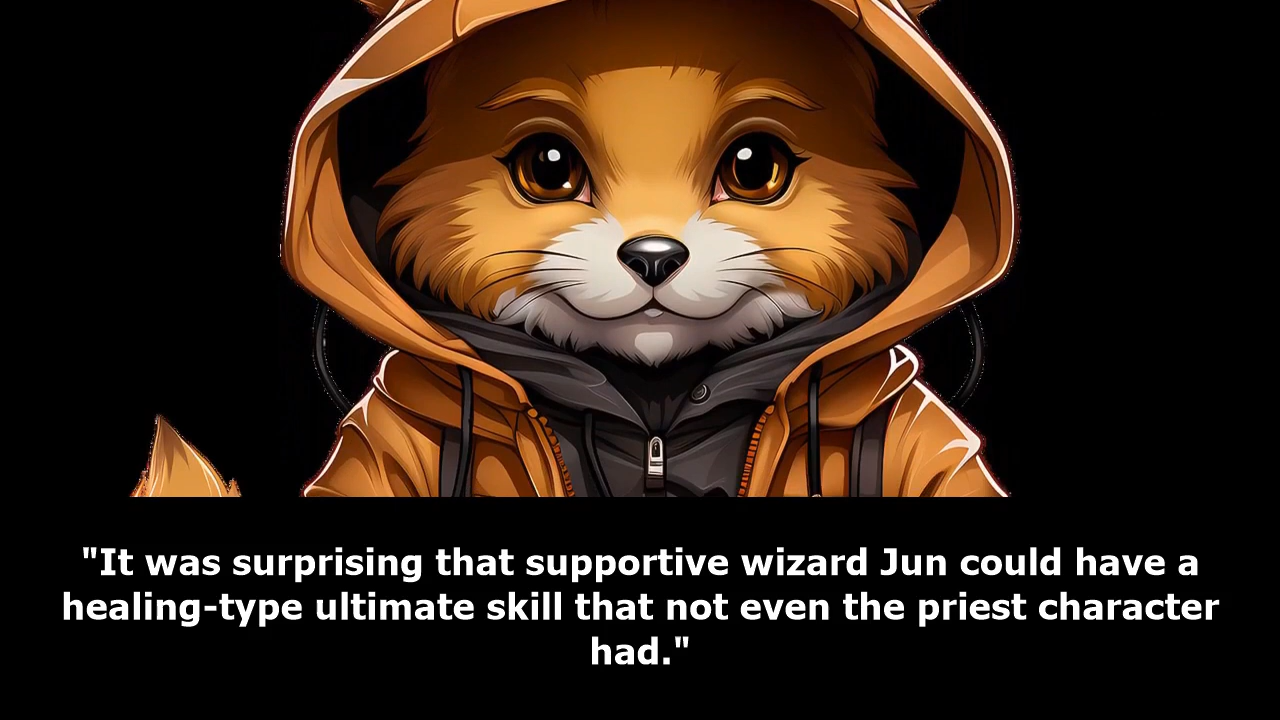 "It was surprising that supportive wizard Jun could have a
healing-type ultimate skill that not even the priest character
had."